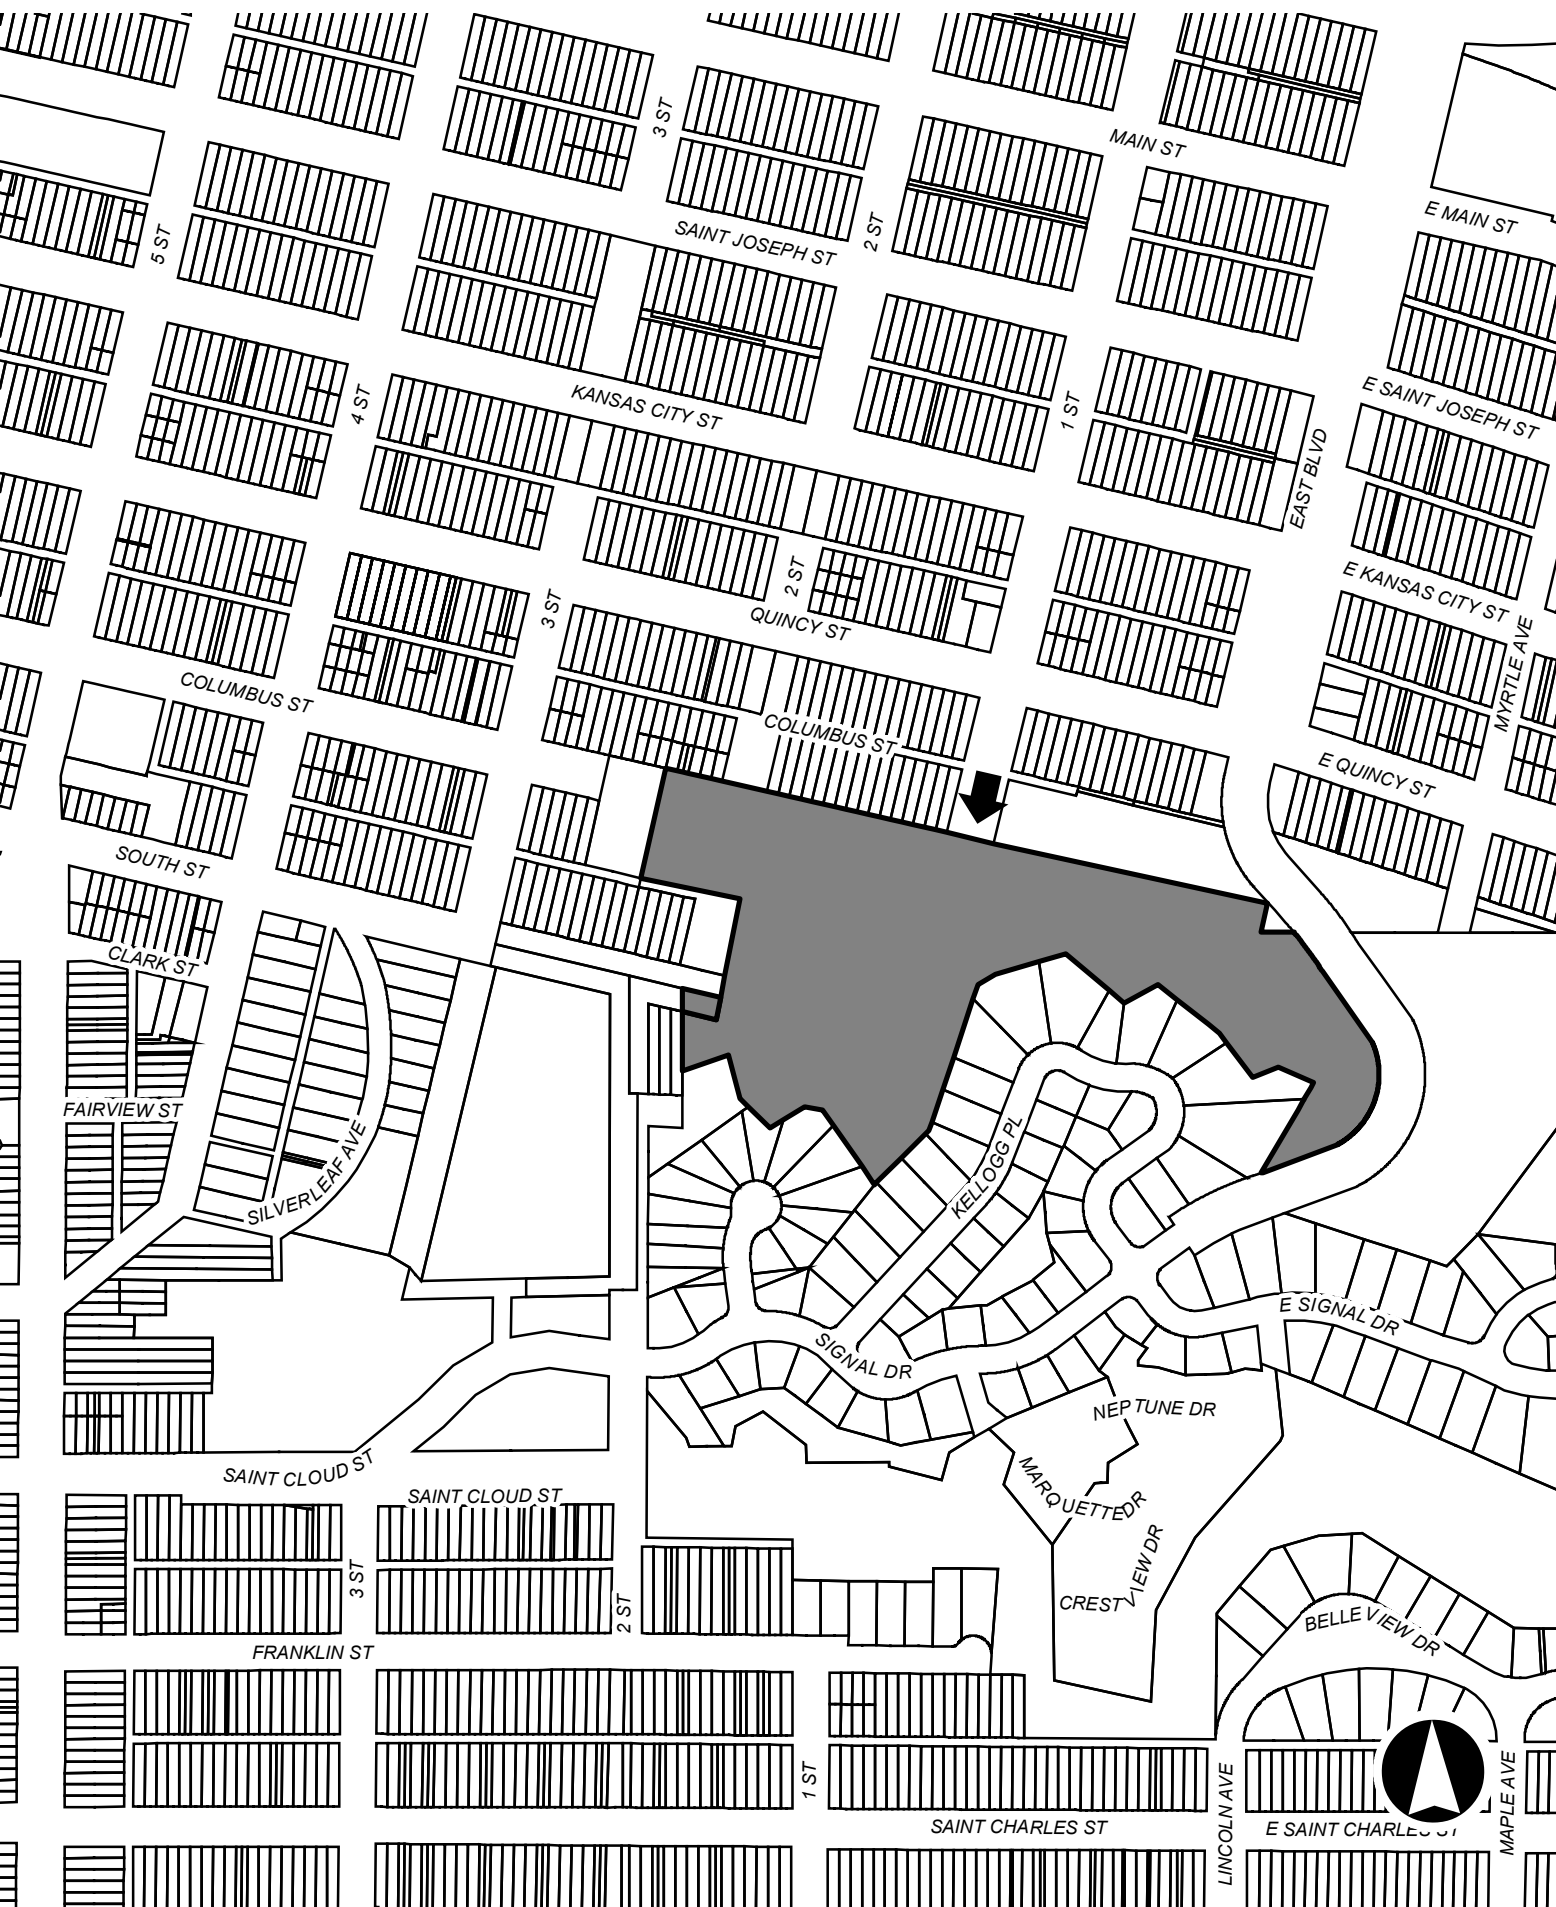 3 ST
MAIN ST
E MAIN ST
5 ST
SAINT JOSEPH ST
2 ST
4 ST
KANSAS CITY ST
1 ST
E SAINT JOSEPH ST
EAST BLVD
3 ST
2 ST
QUINCY ST
E KANSAS CITY ST
MYRTLE AVE
COLUMBUS ST
COLUMBUS ST
E QUINCY ST
SOUTH ST
CLARK ST
FAIRVIEW ST
SILVERLEAF AVE
KELLOGG PL
SIGNAL DR
E SIGNAL DR
NEPTUNE DR
SAINT CLOUD ST
SAINT CLOUD ST
MARQUETTE DR
VIEW DR
CREST
3 ST
2 ST
BELLE VIEW DR
FRANKLIN ST
1 ST
LINCOLN AVE
MAPLE AVE
SAINT CHARLES ST
E SAINT CHARLES ST